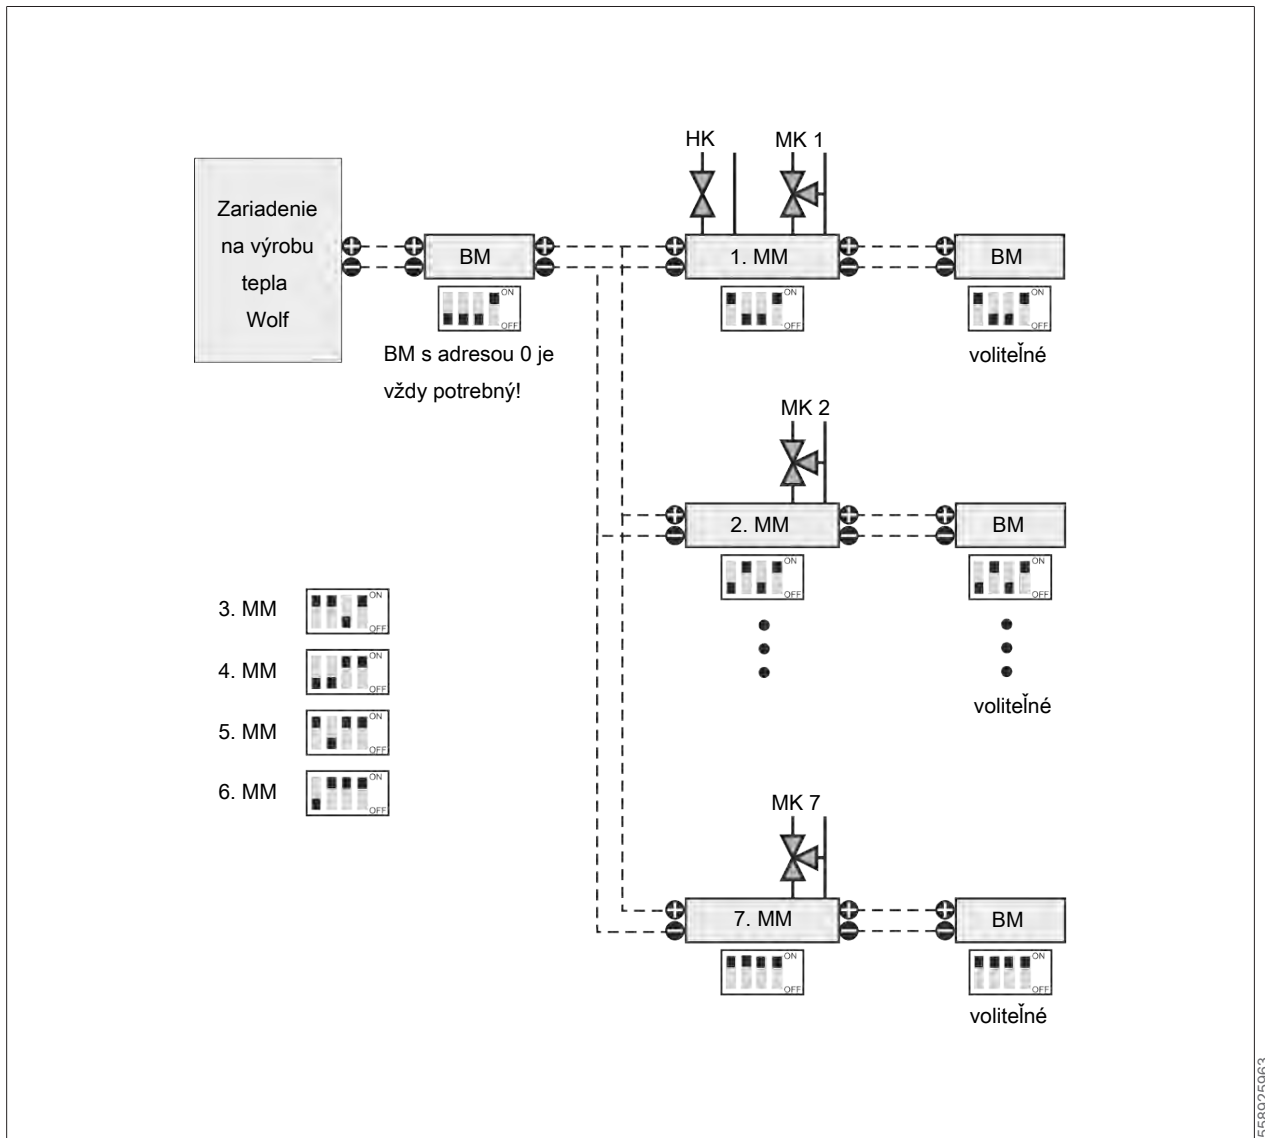 HK
MK 1
Zariadenie
na výrobu
tepla
Wolf
BM
1. MM
BM
ON
OFF
ON
OFF
ON
OFF
BM s adresou 0 je
vždy potrebný!
voliteľné
MK 2
2. MM
BM
ON
OFF
ON
OFF
voliteľné
3. MM
ON
OFF
4. MM
ON
OFF
5. MM
ON
OFF
6. MM
ON
OFF
MK 7
7. MM
BM
ON
OFF
ON
OFF
voliteľné
558925963